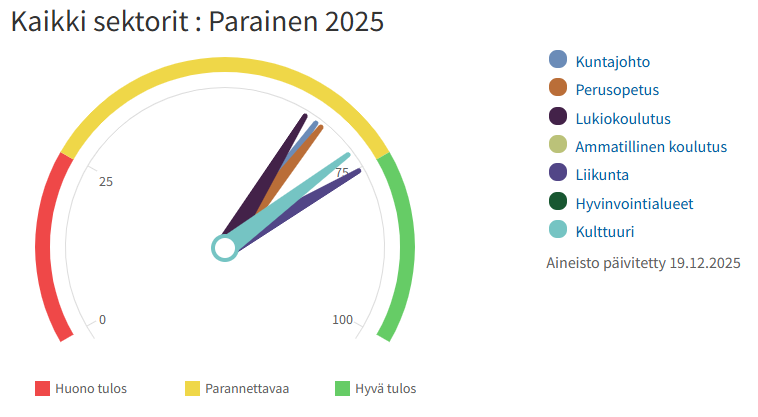 Kaikki sektorit : Parainen 2025
Kuntajohto
Perusopetus
Lukiokoulutus
Ammatillinen koulutus
Liikunta
Hyvinvointialueet
Kulttuuri
Aineisto päivitetty 19.12.2025
25
75
0
100
Huono tulos
Parannettavaa
Hyvä tulos